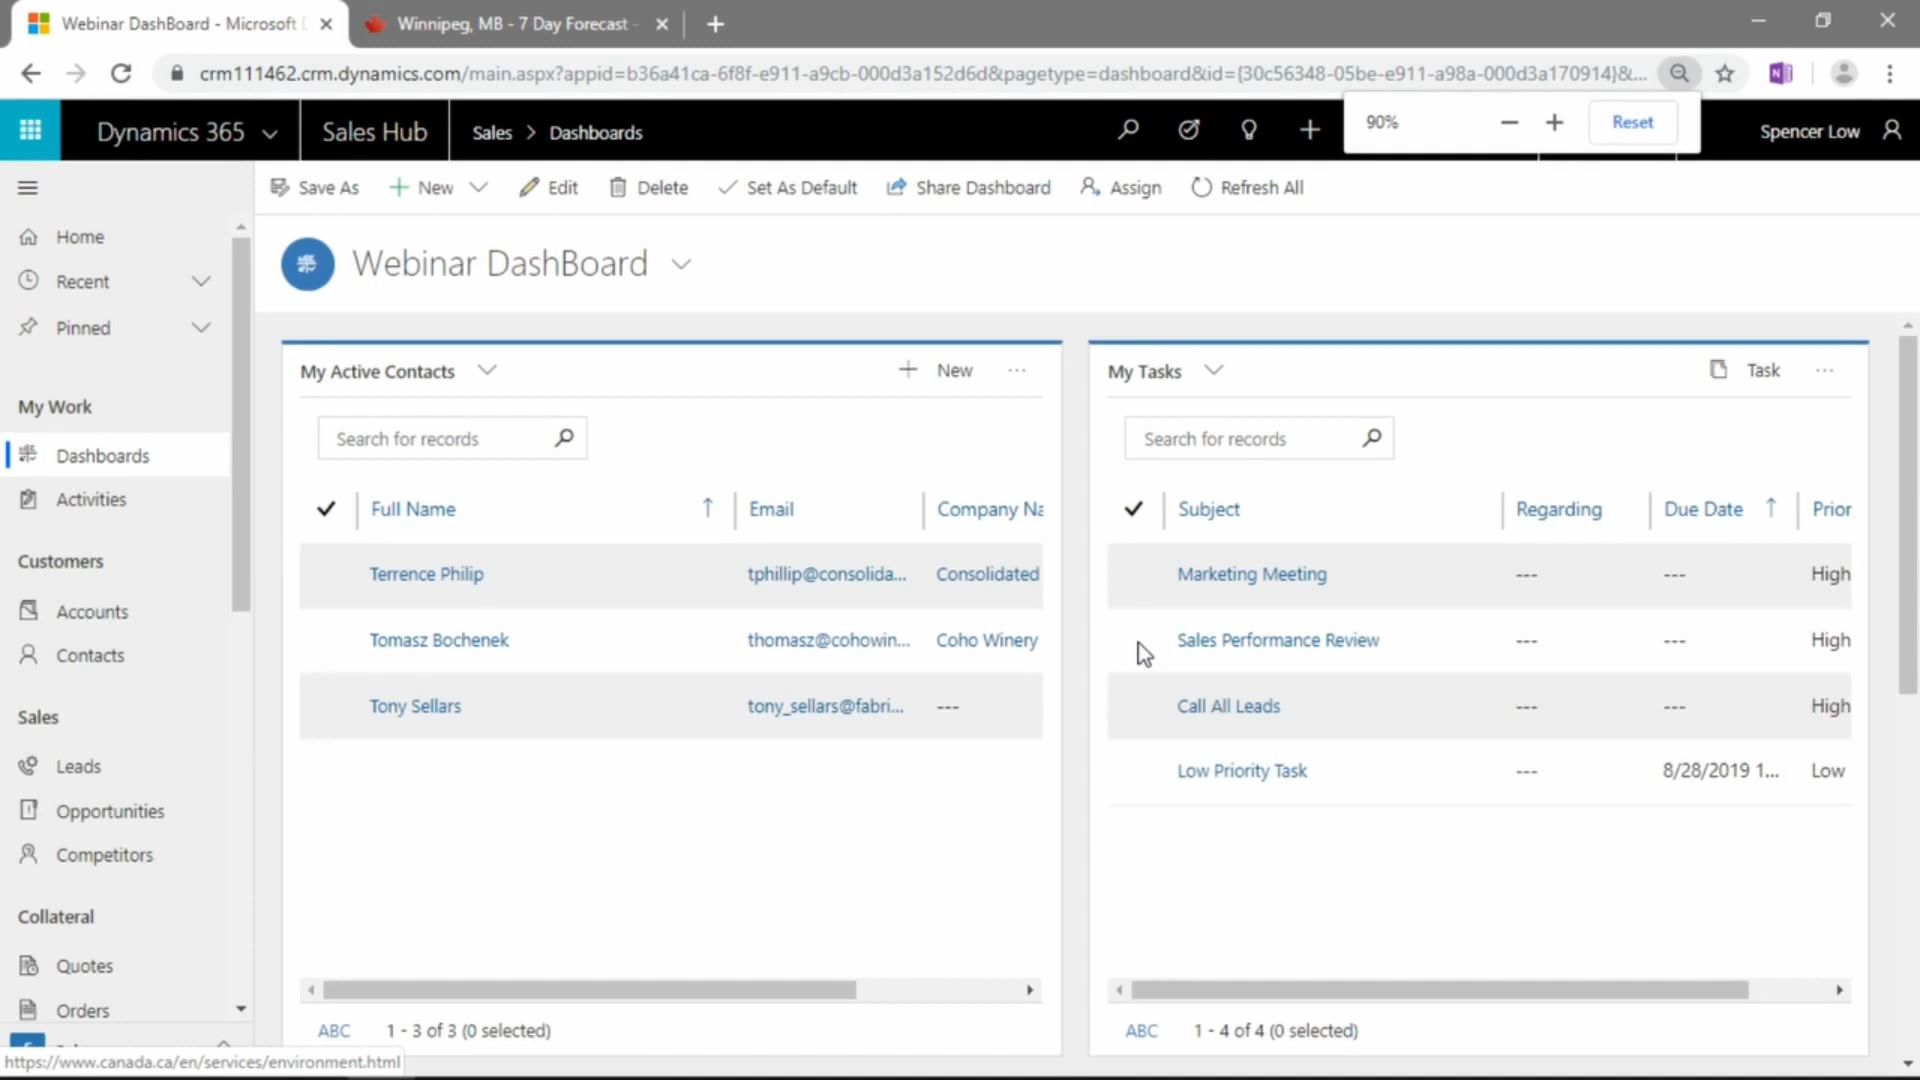 Webinar DashBoard - Microsoft
Winnipeg, MB - 7 Day Forecast -
crm111462.crm.dynamics.com/main.aspx?appid=b36a41ca-6f8f-e911-a9cb-000d3a152d6d&pagetype=dashboard&id={30c56348-05be-e911-a98a-000d3a170914}&...
Dynamics 365
Sales Hub
Sales > Dashboards
90%
Reset
Spencer Low
Save As
New
Edit
Delete
Set As Default
Share Dashboard
Assign
Refresh All
Home
Recent
Pinned
My Work
Dashboards
Activities
Customers
Accounts
Contacts
Sales
Leads
Opportunities
Competitors
Collateral
Quotes
Orders
https://www.canada.ca/en/services/environment.html
Webinar DashBoard
My Active Contacts
New
...
Search for records
Full Name Email Company Na
Terrence Philip tphillip@consolida... Consolidated
Tomasz Bochenek thomasz@cohowin... Coho Winery
Tony Sellars tony_sellars@fabri... ---
ABC 1 - 3 of 3 (0 selected)
My Tasks
Task
...
Search for records
Subject Regarding Due Date Prior
Marketing Meeting --- --- High
Sales Performance Review --- --- High
Call All Leads --- --- High
Low Priority Task --- 8/28/2019 1... Low
ABC 1 - 4 of 4 (0 selected)